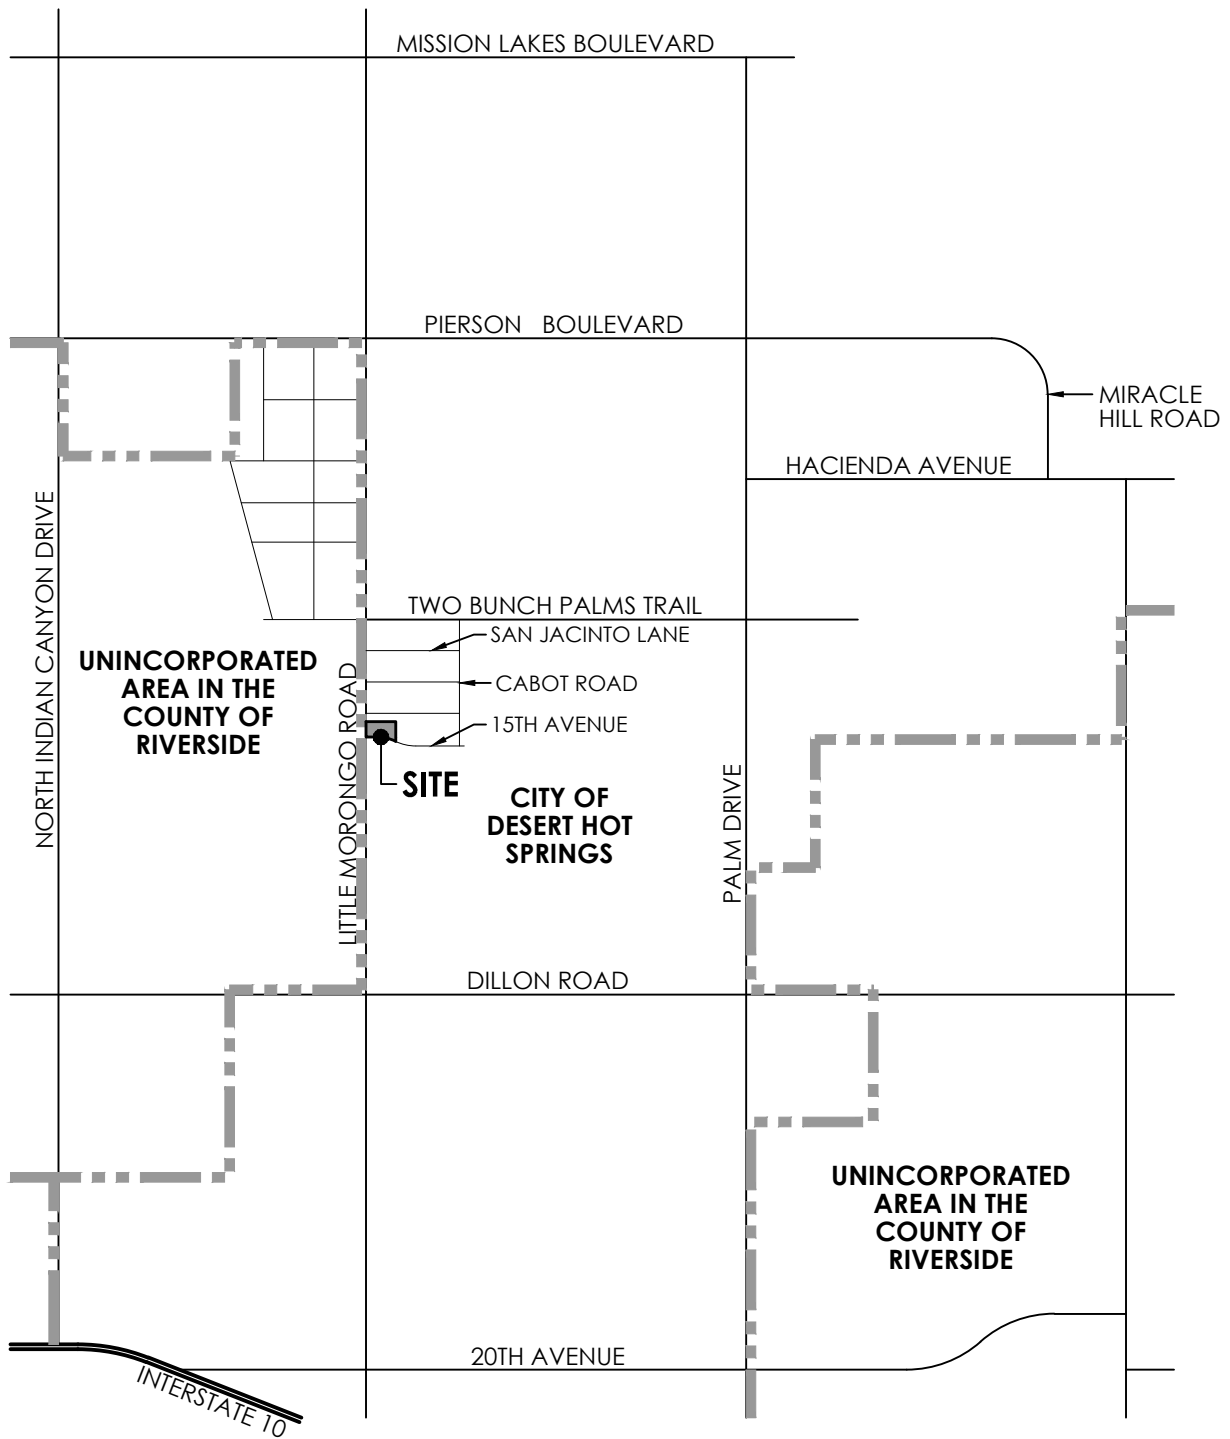 MISSION LAKES BOULEVARD
PIERSON BOULEVARD
MIRACLE
HILL ROAD
HACIENDA AVENUE
NORTH INDIAN CANYON DRIVE
TWO BUNCH PALMS TRAIL
SAN JACINTO LANE
UNINCORPORATED
AREA IN THE
COUNTY OF
RIVERSIDE
LITTLE MORONGO ROAD
CABOT ROAD
15TH AVENUE
SITE
CITY OF
DESERT HOT
SPRINGS
PALM DRIVE
DILLON ROAD
UNINCORPORATED
AREA IN THE
COUNTY OF
RIVERSIDE
20TH AVENUE
INTERSTATE 10